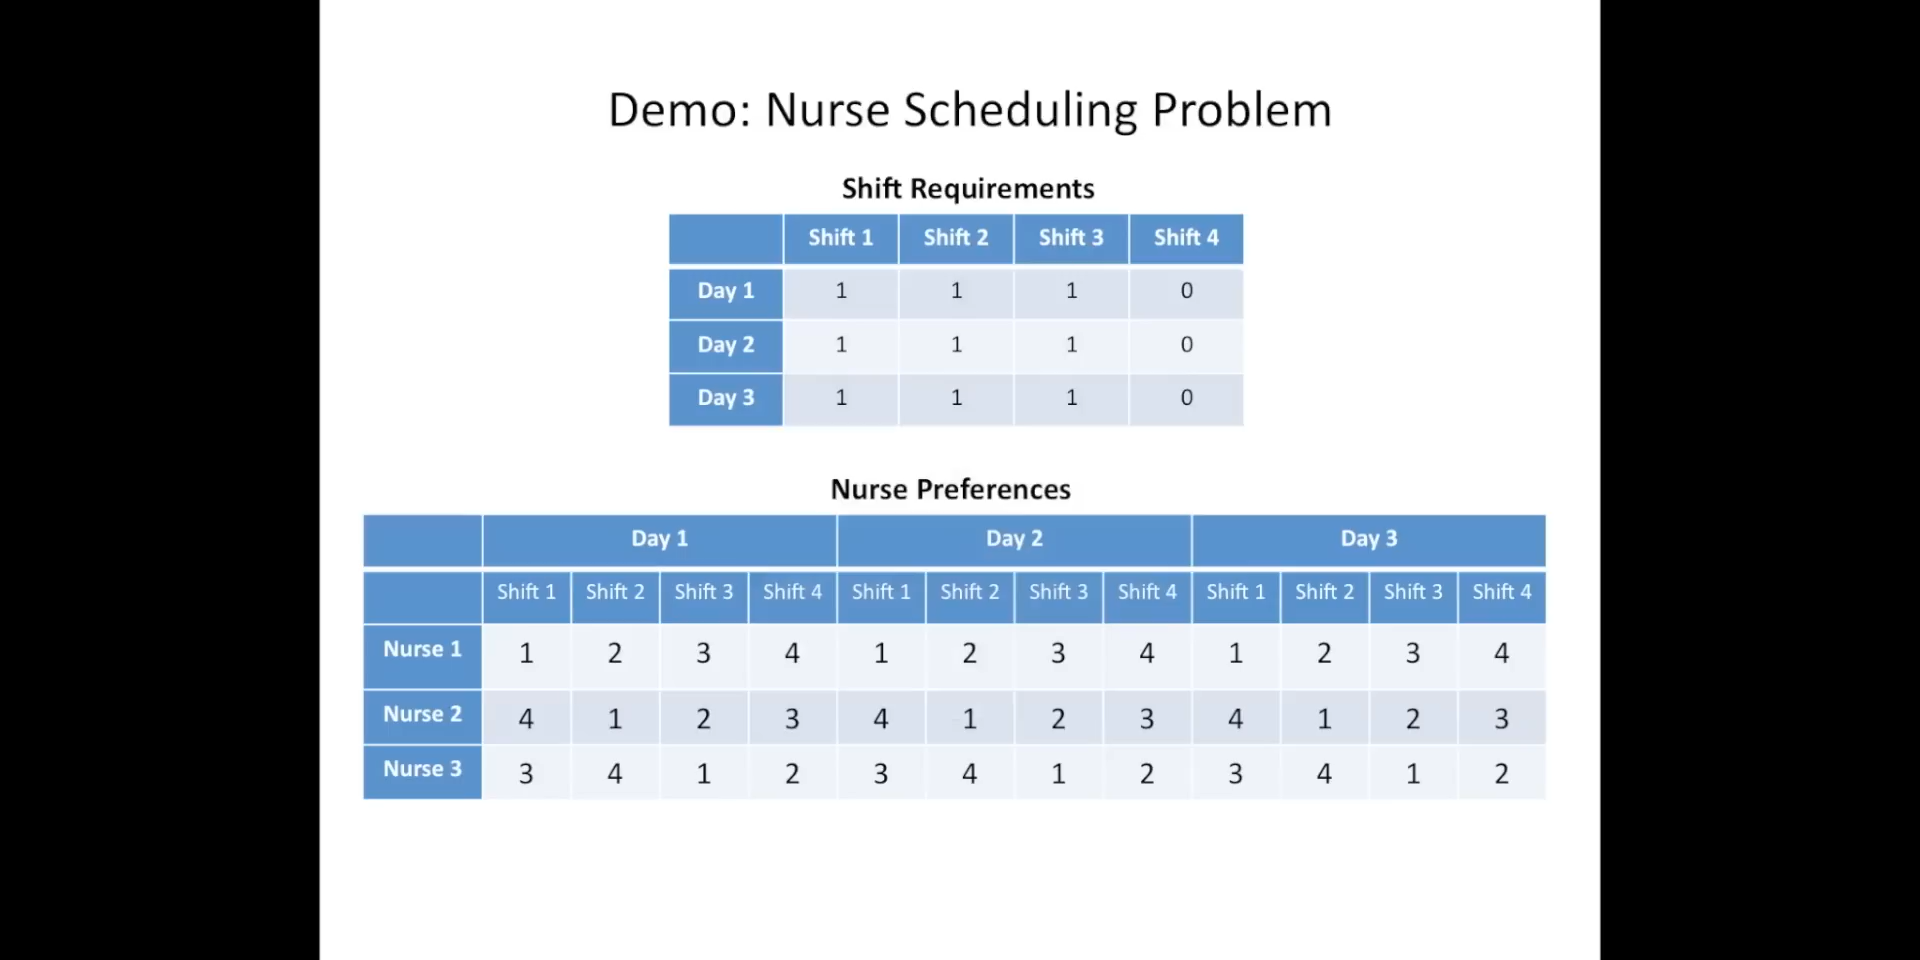 Demo: Nurse Scheduling Problem
Shift Requirements
Shift 1 Shift 2 Shift 3 Shift 4
Day 1 1 1 1 0
Day 2 1 1 1 0
Day 3 1 1 1 0
Nurse Preferences
Day 1 Day 2 Day 3
Shift 1 Shift 2 Shift 3 Shift 4 Shift 1 Shift 2 Shift 3 Shift 4 Shift 1 Shift 2 Shift 3 Shift 4
Nurse 1 1 2 3 4 1 2 3 4 1 2 3 4
Nurse 2 4 1 2 3 4 1 2 3 4 1 2 3
Nurse 3 3 4 1 2 3 4 1 2 3 4 1 2